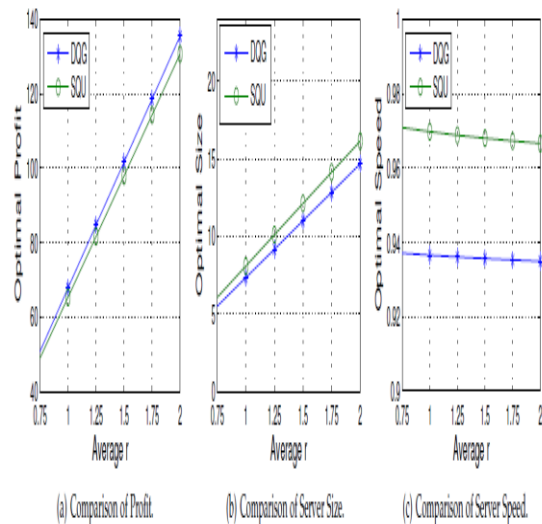 140
120
100
80
60
40
Optimal Profit
DQG
SQU
0.75 1 1.25 1.5 1.75 2
Average r
(a) Comparison of Profit.
20
15
10
5
0
Optimal Size
DQG
SQU
0.75 1 1.25 1.5 1.75 2
Average r
(b) Comparison of Server Size.
1
0.98
0.96
0.94
0.92
0.9
Optimal Speed
DQG
SQU
0.75 1 1.25 1.5 1.75 2
Average r
(c) Comparison of Server Speed.